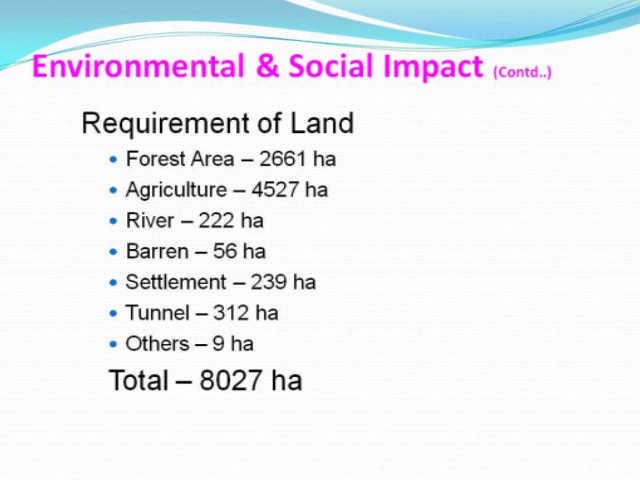 Environmental & Social Impact (Contd..)
Requirement of Land
• Forest Area – 2661 ha
• Agriculture – 4527 ha
• River – 222 ha
• Barren – 56 ha
• Settlement – 239 ha
• Tunnel – 312 ha
• Others – 9 ha
Total – 8027 ha